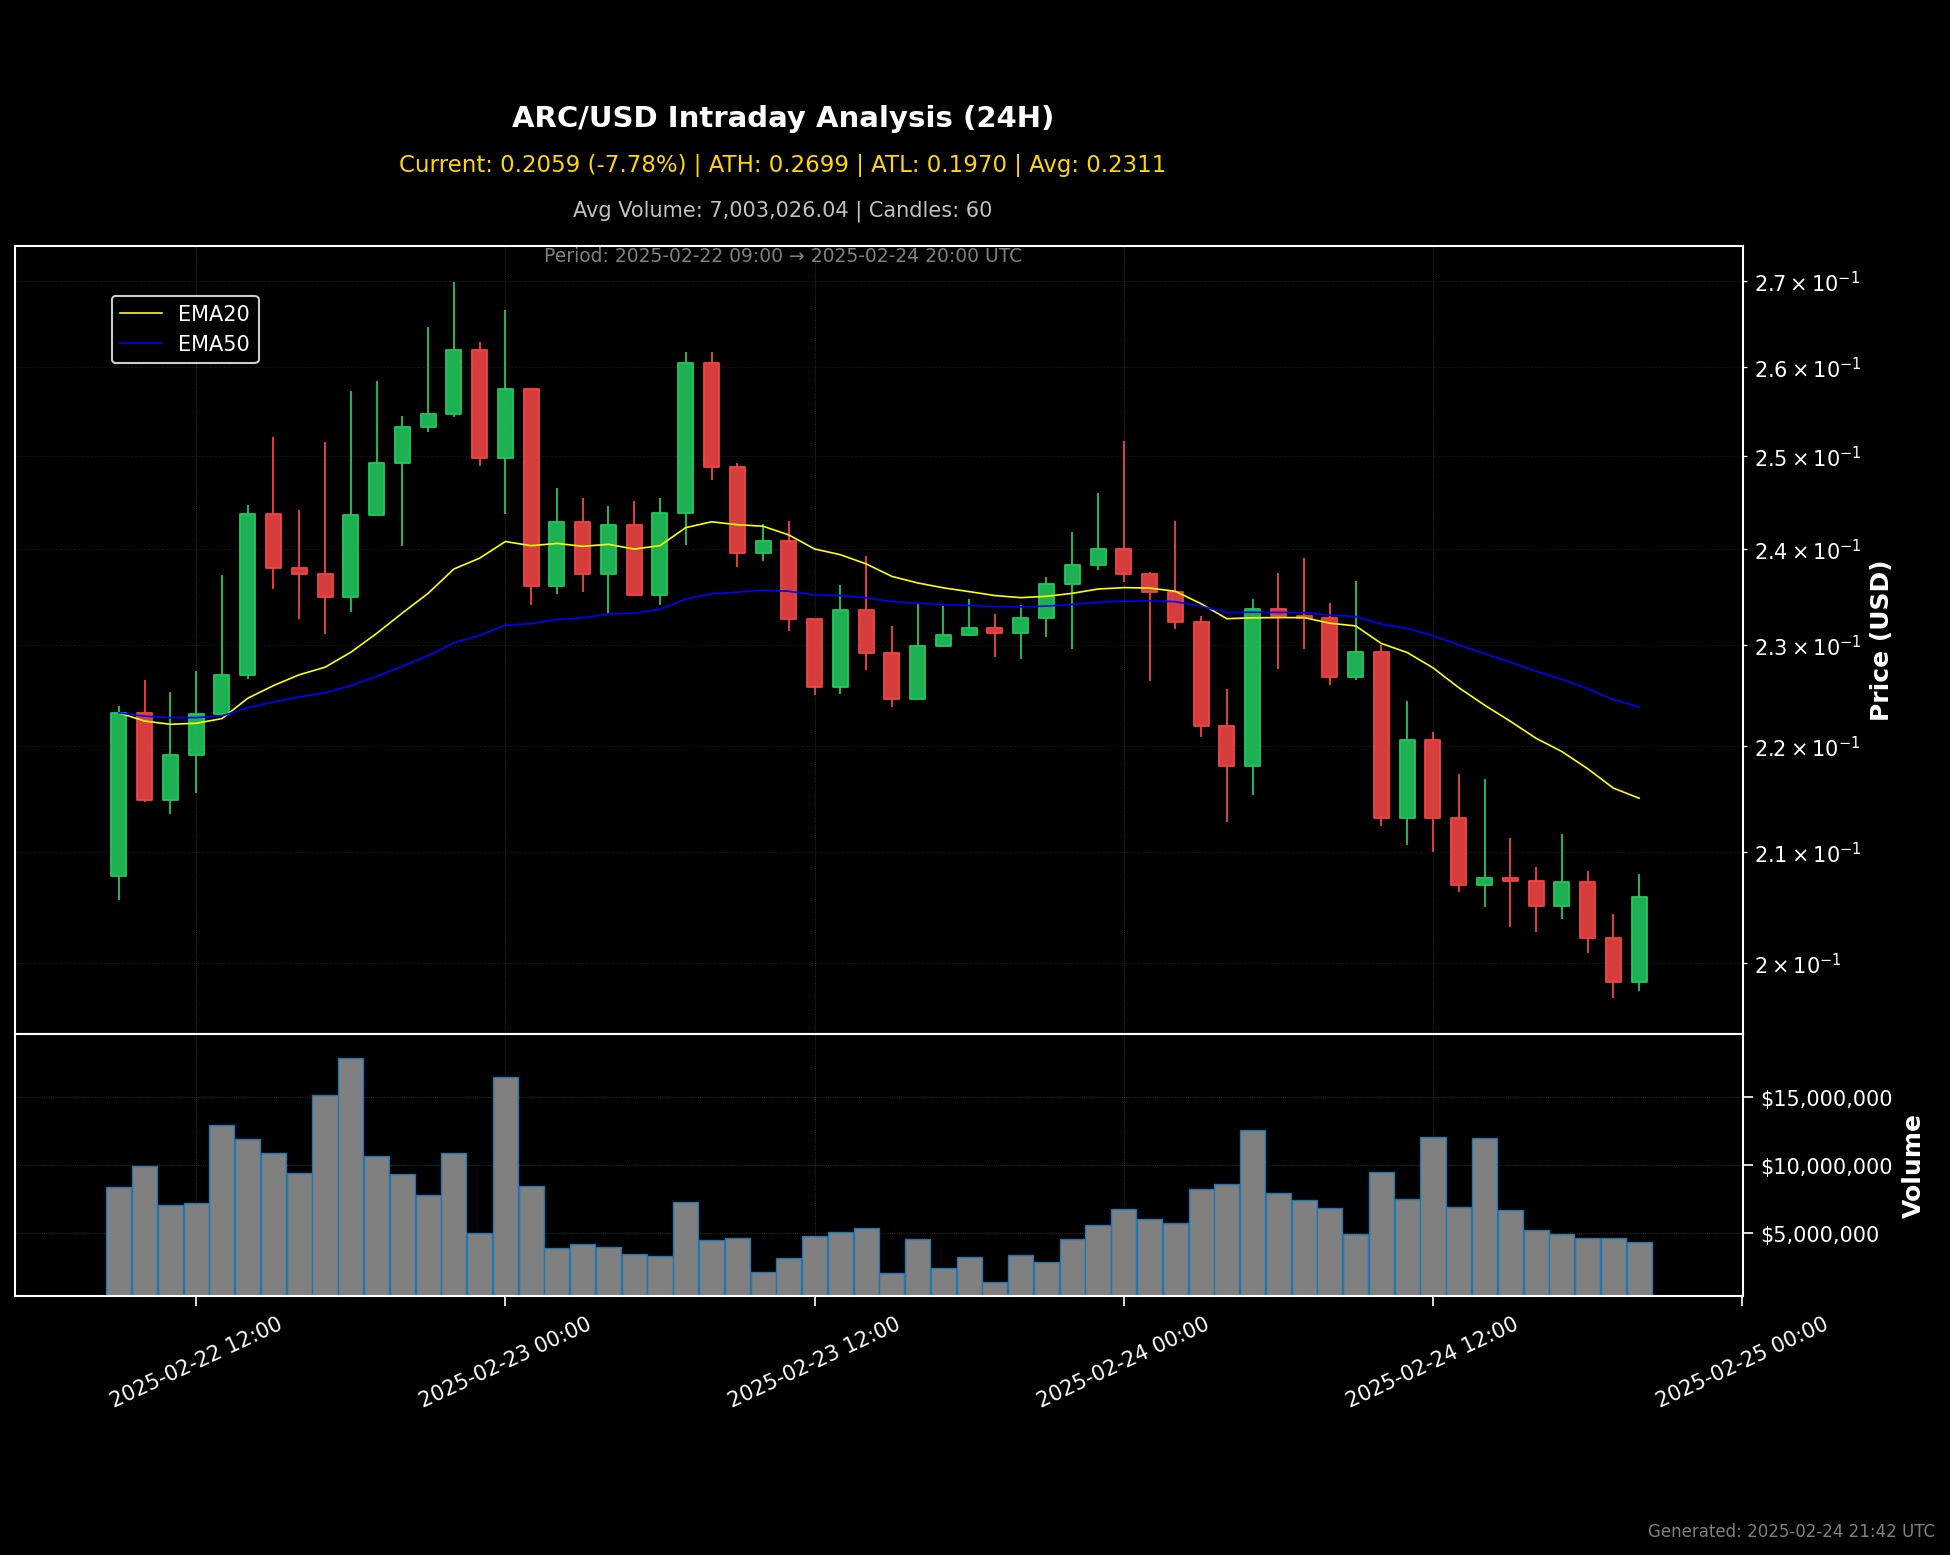 ARC/USD Intraday Analysis (24H)
Current: 0.2059 (-7.78%) | ATH: 0.2699 | ATL: 0.1970 | Avg: 0.2311
Avg Volume: 7,003,026.04 | Candles: 60
Period: 2025-02-22 09:00 → 2025-02-24 20:00 UTC
EMA20
EMA50
2.7 × 10⁻¹
2.6 × 10⁻¹
2.5 × 10⁻¹
2.4 × 10⁻¹
2.3 × 10⁻¹
2.2 × 10⁻¹
2.1 × 10⁻¹
2 × 10⁻¹
Price (USD)
$15,000,000
$10,000,000
$5,000,000
Volume
2025-02-22 12:00
2025-02-23 00:00
2025-02-23 12:00
2025-02-24 00:00
2025-02-24 12:00
2025-02-25 00:00
Generated: 2025-02-24 21:42 UTC